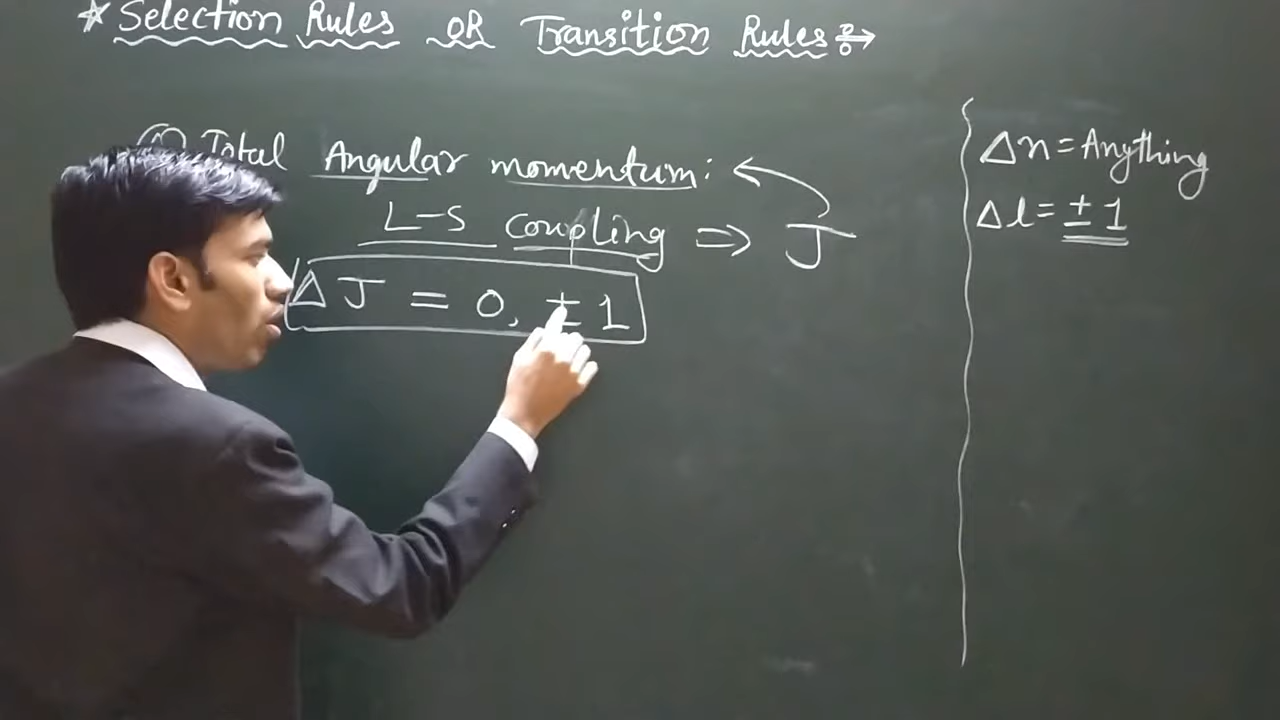 * Selection Rules OR Transition Rules :→
Total Angular momentum :
L-S coupling ⇒ J
ΔJ = 0, ± 1
Δn = Anything
Δl = ± 1